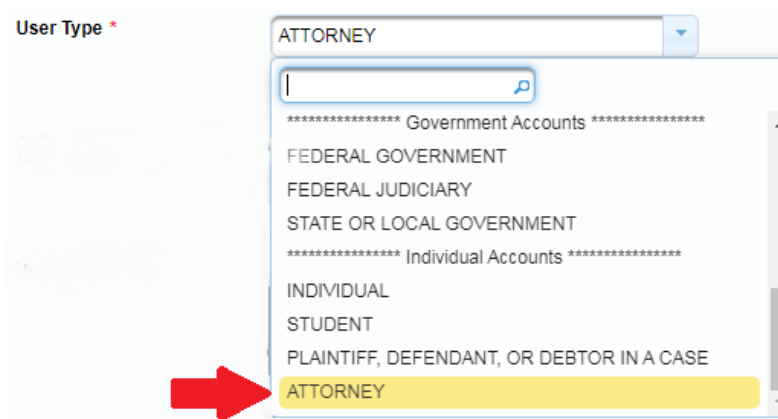 User Type *
ATTORNEY
**************** Government Accounts ****************
FEDERAL GOVERNMENT
FEDERAL JUDICIARY
STATE OR LOCAL GOVERNMENT
**************** Individual Accounts ****************
INDIVIDUAL
STUDENT
PLAINTIFF, DEFENDANT, OR DEBTOR IN A CASE
ATTORNEY